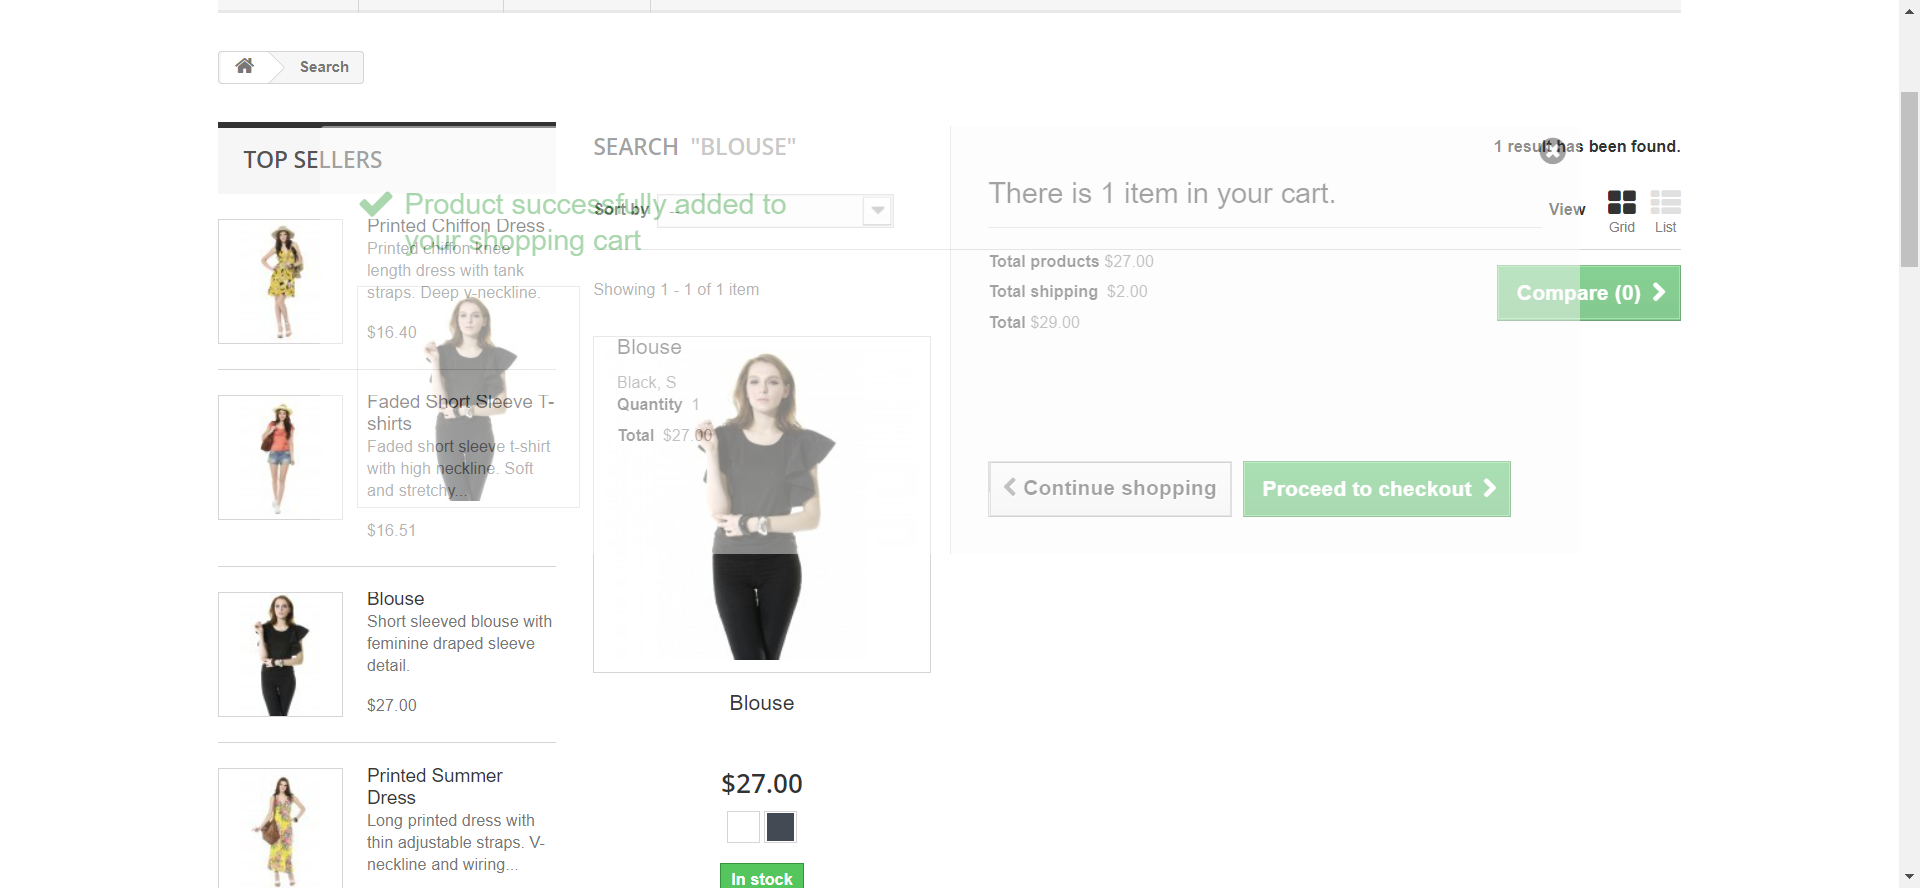 Search
TOP SELLERS
Printed Chiffon Dress
Printed chiffon knee
length dress with tank
straps. Deep v-neckline.
$16.40
Faded Short Sleeve T-
shirts
Faded short sleeve t-shirt
with high neckline. Soft
and stretchy...
$16.51
Blouse
Short sleeved blouse with
feminine draped sleeve
detail.
$27.00
Printed Summer
Dress
Long printed dress with
thin adjustable straps. V-
neckline and wiring...
SEARCH "BLOUSE"
1 result has been found.
Sort by --
View
Grid
List
Showing 1 - 1 of 1 item
Compare (0)
Blouse
$27.00
In stock
Product successfully added to
your shopping cart
Blouse
Black, S
Quantity 1
Total $27.00
There is 1 item in your cart.
Total products $27.00
Total shipping $2.00
Total $29.00
Continue shopping
Proceed to checkout